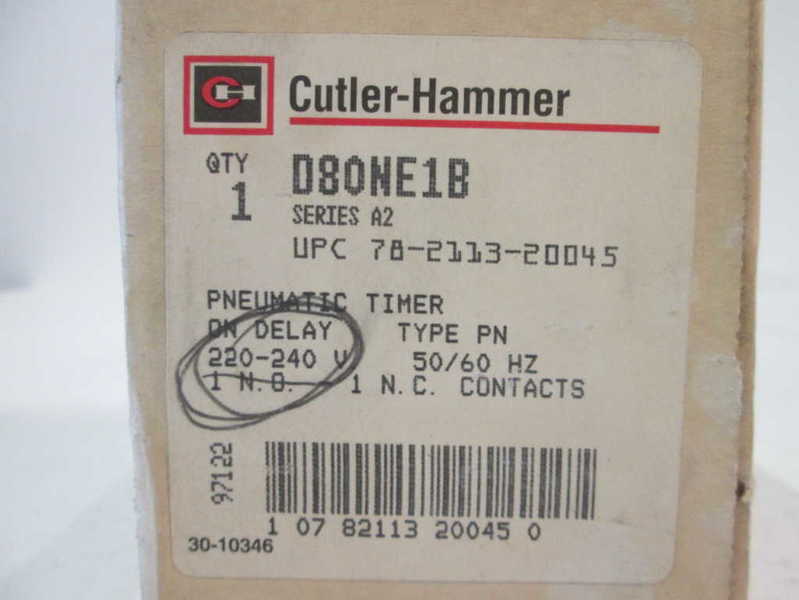 CH Cutler-Hammer
QTY D80NE1B
1
SERIES A2
UPC 78-2113-20045
PNEUMATIC TIMER
ON DELAY TYPE PN
220-240 V 50/60 HZ
1 N.O. - 1 N.C. CONTACTS
97122
1 07 82113 20045 0
30-10346